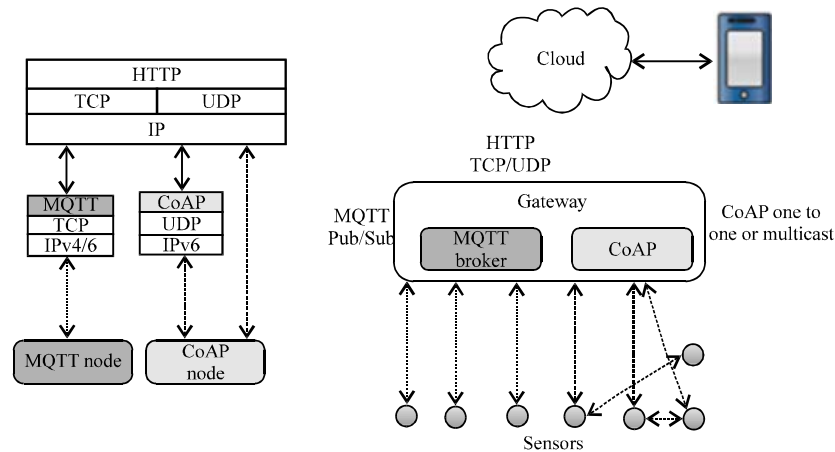 HTTP
TCP
UDP
IP
MQTT
TCP
IPv4/6
CoAP
UDP
IPv6
MQTT node
CoAP
node
Cloud
HTTP
TCP/UDP
Gateway
MQTT
Pub/Sub
MQTT
broker
CoAP
CoAP one to
one or multicast
Sensors